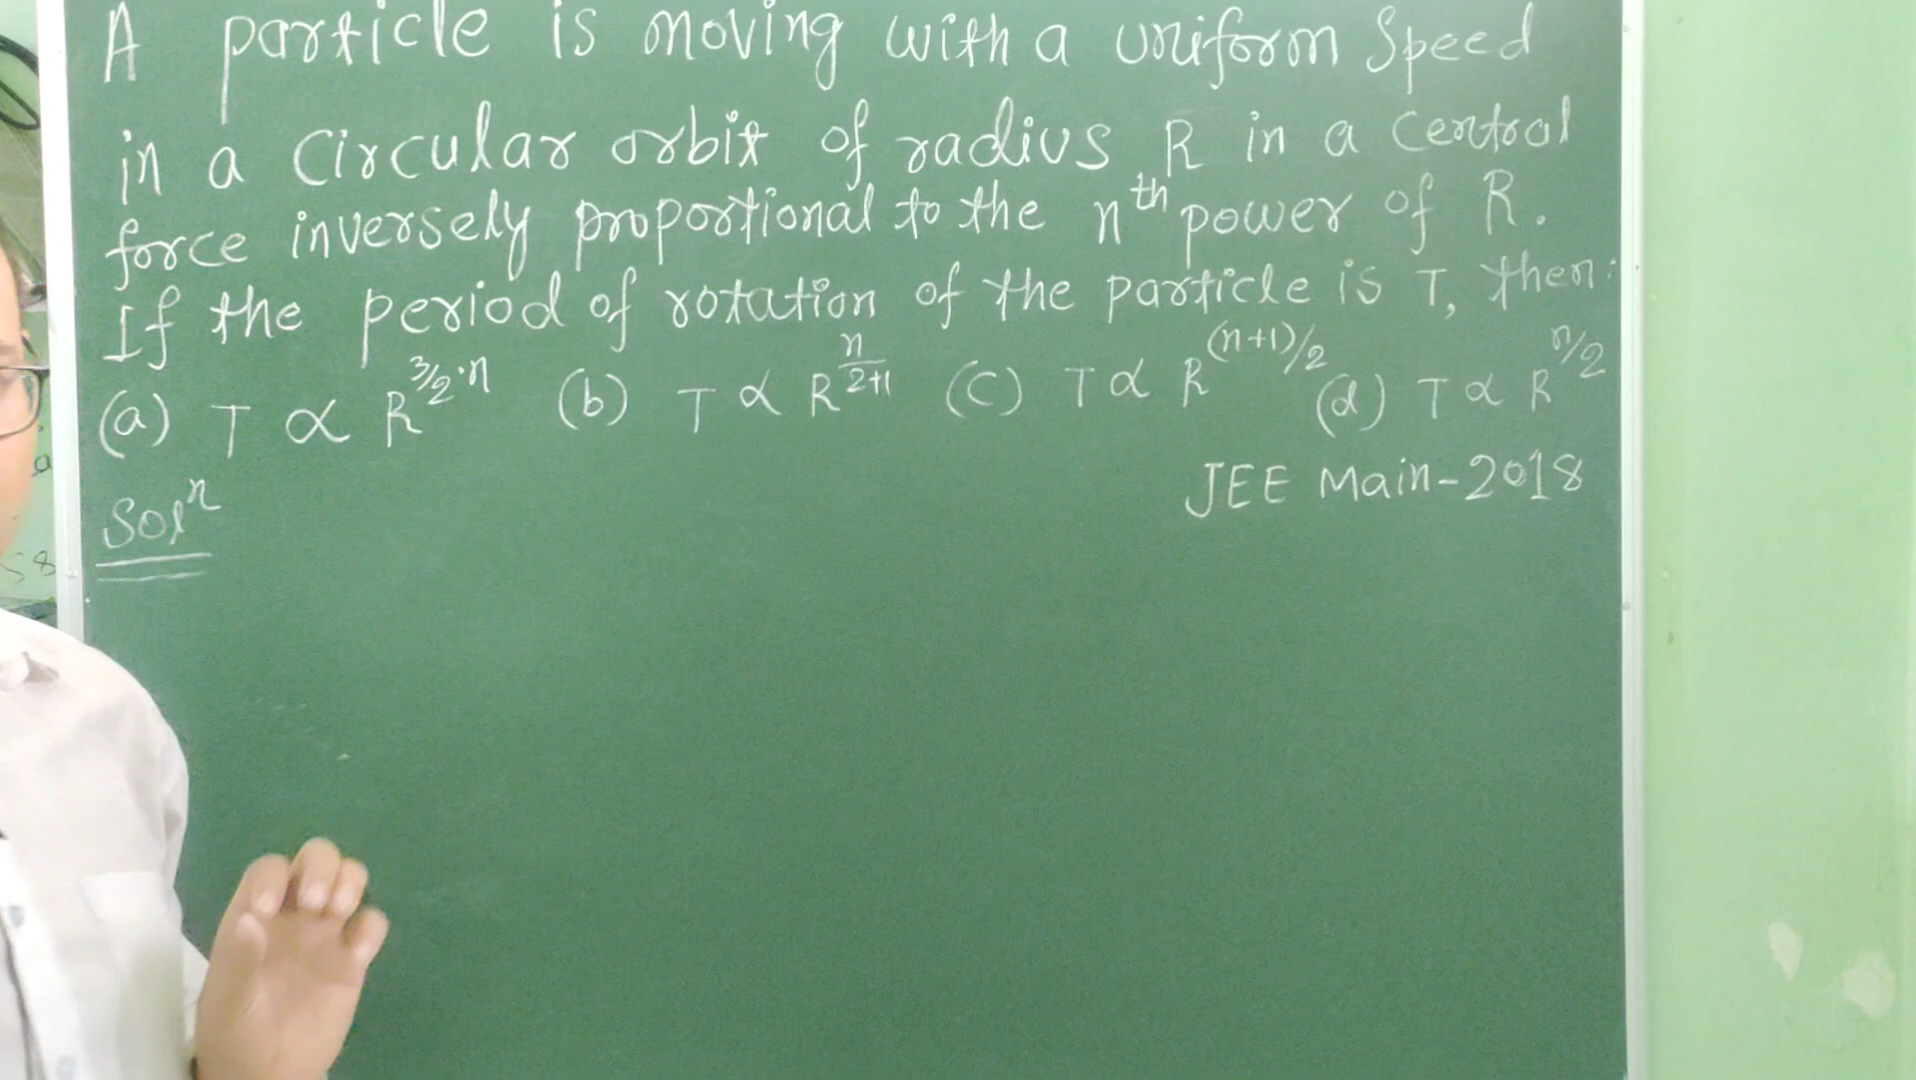 A particle is moving with a uniform Speed
in a Circular orbit of radius R in a Central
force inversely proportional to the nth power of R.
If the period of rotation of the particle is T, then:
(a) T ∝ R^3/2·n (b) T ∝ R^n/2+1 (C) T ∝ R^(n+1)/2 (d) T ∝ R^n/2
JEE Main-2018
Solⁿ